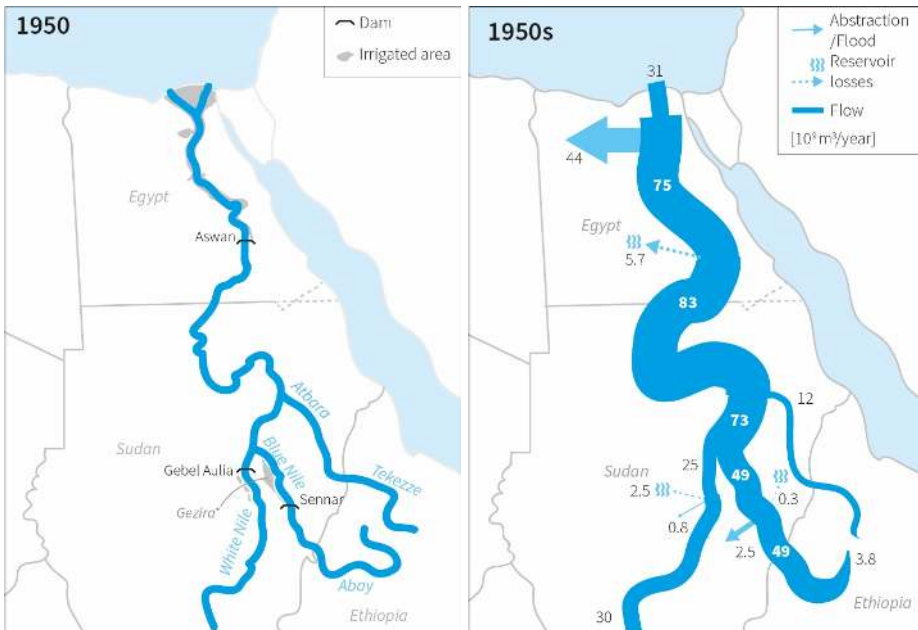 1950
Dam
Irrigated area
Egypt
Aswan
Atbara
Sudan
Gebel Aulia
Blue Nile
Tekezze
Gezira
Sennar
White Nile
Abay
Ethiopia
1950s
Abstraction
/Flood
Reservoir
losses
Flow
[10⁹ m³/year]
31
44
75
Egypt
5.7
83
12
73
Sudan
25
49
2.5
0.3
0.8
2.5
49
3.8
Ethiopia
30